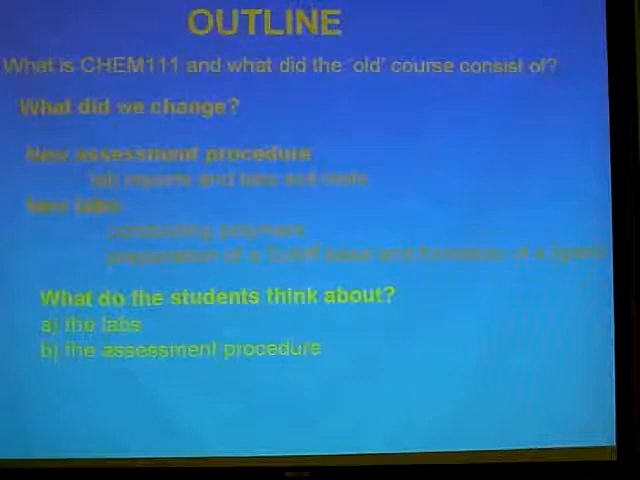 OUTLINE
What is CHEM111 and what did the 'old' course consist of?
What did we change?
New assessment procedure
lab reports and labs
New labs:
conducting polymers
preparation of a Schiff base and formation of a ligand
What do the students think about?
a) the labs
b) the assessment procedure